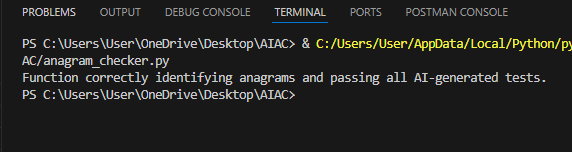 PROBLEMS OUTPUT DEBUG CONSOLE TERMINAL PORTS POSTMAN CONSOLE
PS C:\Users\User\OneDrive\Desktop\AIAC> & C:/Users/User/AppData/Local/Python/py
AC/anagram_checker.py
Function correctly identifying anagrams and passing all AI-generated tests.
PS C:\Users\User\OneDrive\Desktop\AIAC>